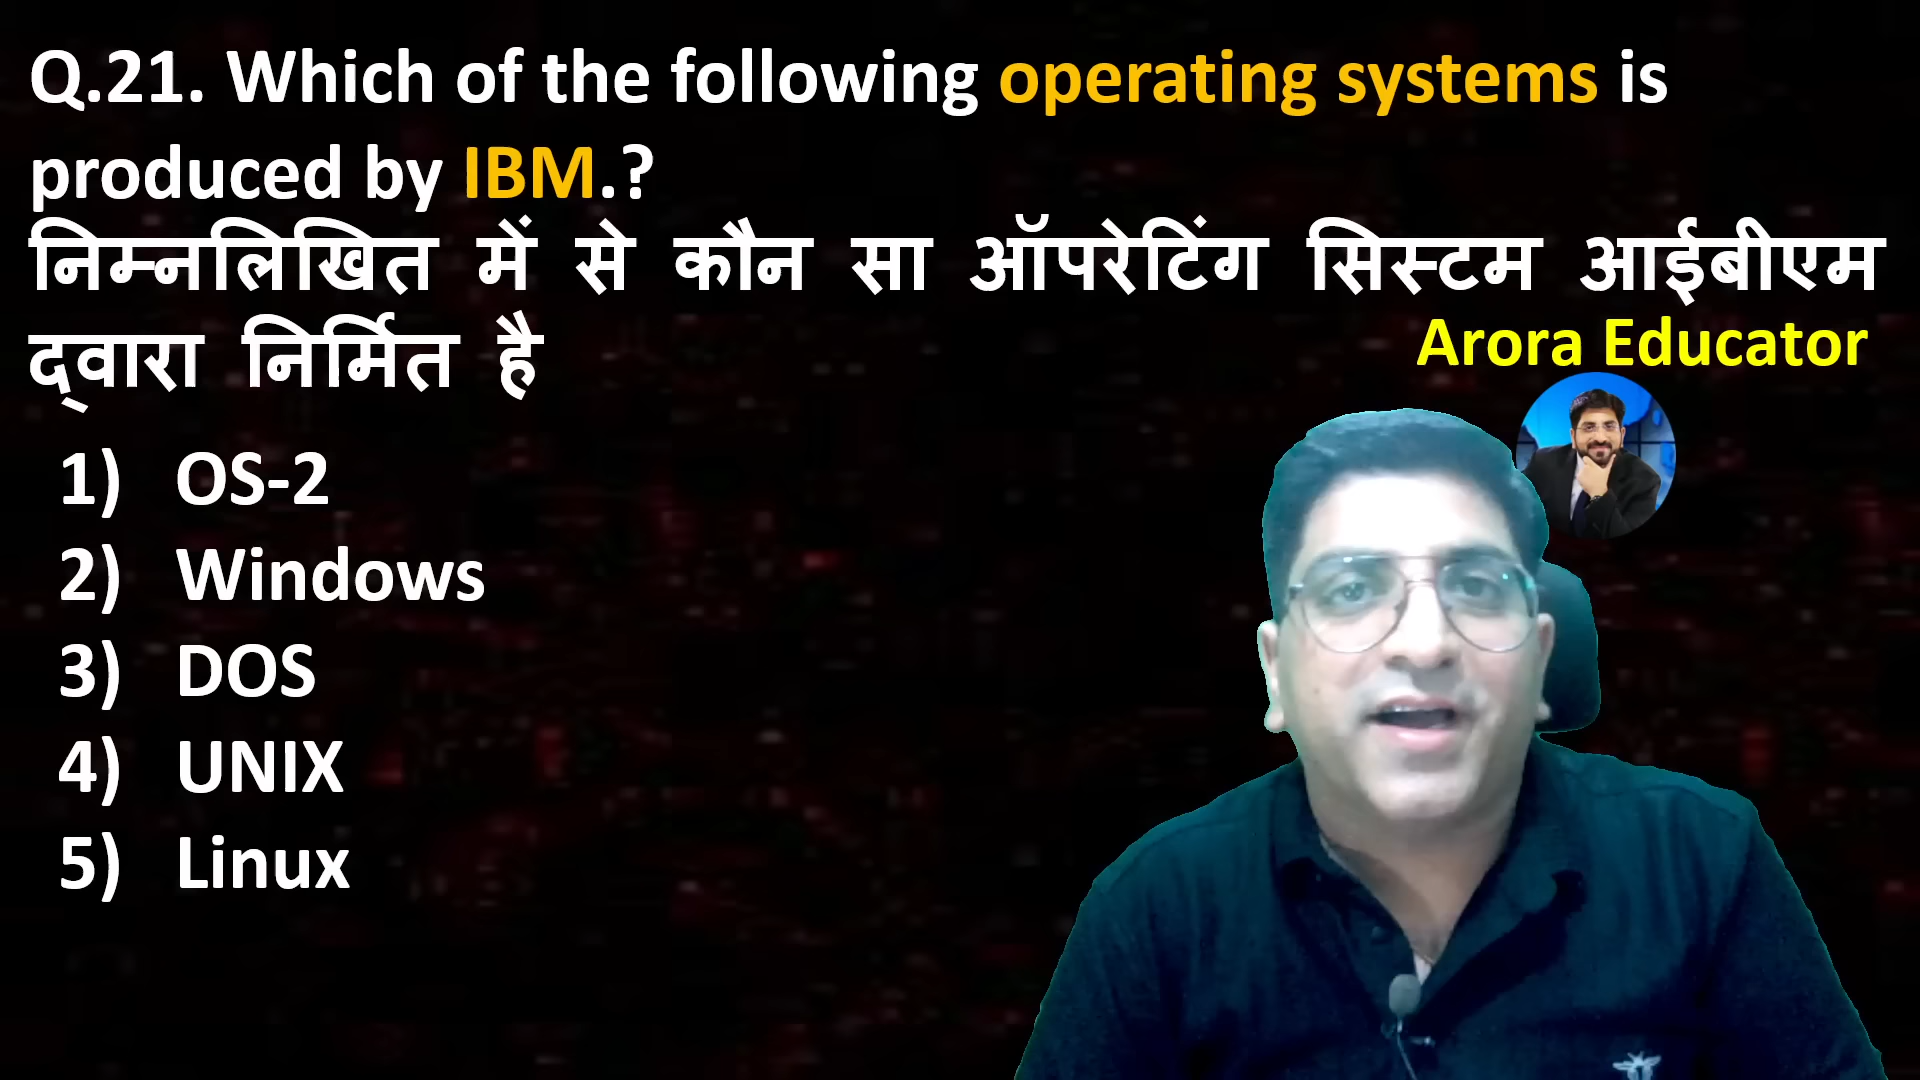 Q.21. Which of the following operating systems is
produced by IBM.?
निम्नलिखित में से कौन सा ऑपरेटिंग सिस्टम आईबीएम
द्वारा निर्मित है
Arora Educator
1) OS-2
2) Windows
3) DOS
4) UNIX
5) Linux